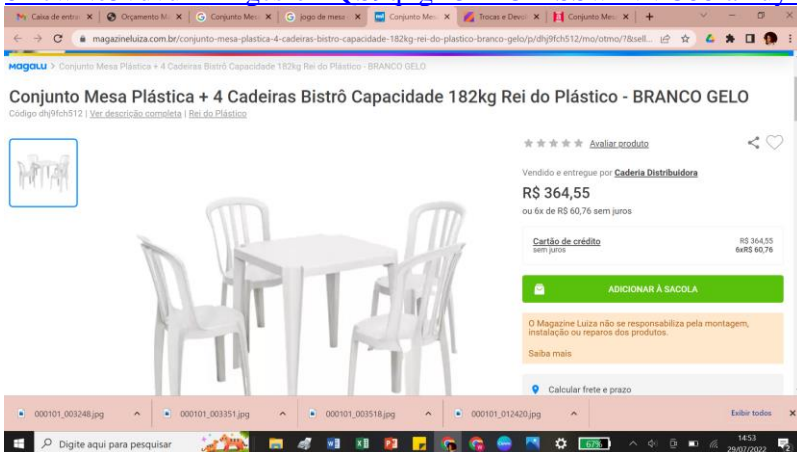 Caixa de entra
Orçamento M
Conjunto Mes
jogo de mesa
Conjunto Mes
Trocas e Devo
Conjunto Mes
magazineluiza.com.br/conjunto-mesa-plastica-4-cadeiras-bistro-capacidade-182kg-rei-do-plastico-branco-gelo/p/dhj9fch512/mo/otmo/?&sell...
Magalu > Conjunto Mesa Plástica + 4 Cadeiras Bistrô Capacidade 182kg Rei do Plástico - BRANCO GELO
Conjunto Mesa Plástica + 4 Cadeiras Bistrô Capacidade 182kg Rei do Plástico - BRANCO GELO
Código dhj9fch512 | Ver descrição completa | Rei do Plástico
Avaliar produto
Vendido e entregue por Caderia Distribuidora
R$ 364,55
ou 6x de R$ 60,76 sem juros
Cartão de crédito R$ 364,55
sem juros 6xR$ 60,76
ADICIONAR À SACOLA
O Magazine Luiza não se responsabiliza pela montagem,
instalação ou reparos dos produtos.
Saiba mais
Calcular frete e prazo
000101_003248.jpg
000101_003351.jpg
000101_003518.jpg
000101_012420.jpg
Exibir todos
Digite aqui para pesquisar
67%
14:53
29/07/2022